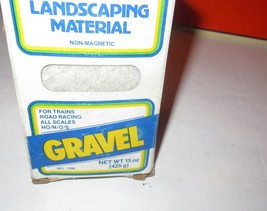 LANDSCAPING
MATERIAL
NON-MAGNETIC
FOR TRAINS
ROAD RACING
ALL SCALES
HO/N/O/S
GRAVEL
NET WT 15 oz
(425 g)